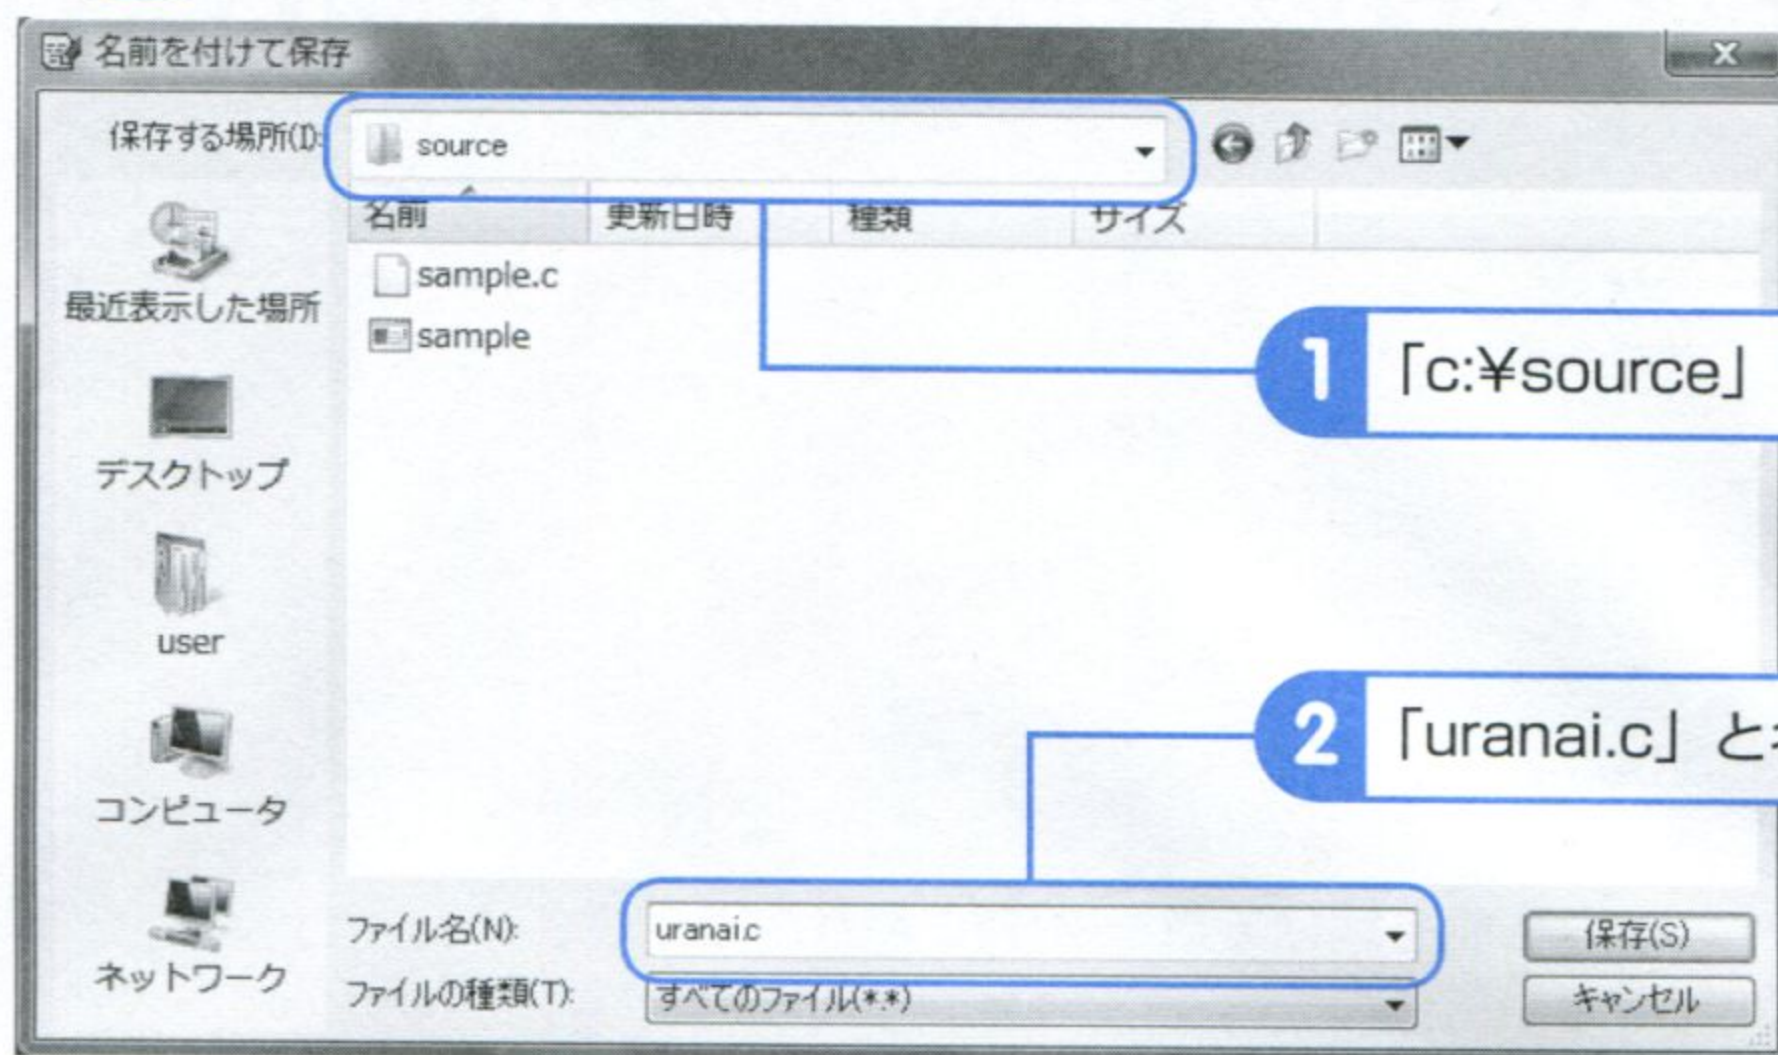 名前を付けて保存
保存する場所(I):
source
名前 更新日時 種類 サイズ
sample.c
sample
最近表示した場所
デスクトップ
user
コンピュータ
ネットワーク
1 「c:¥source」
2 「uranai.c」と
ファイル名(N):
uranai.c
保存(S)
ファイルの種類(T):
すべてのファイル(*.*)
キャンセル